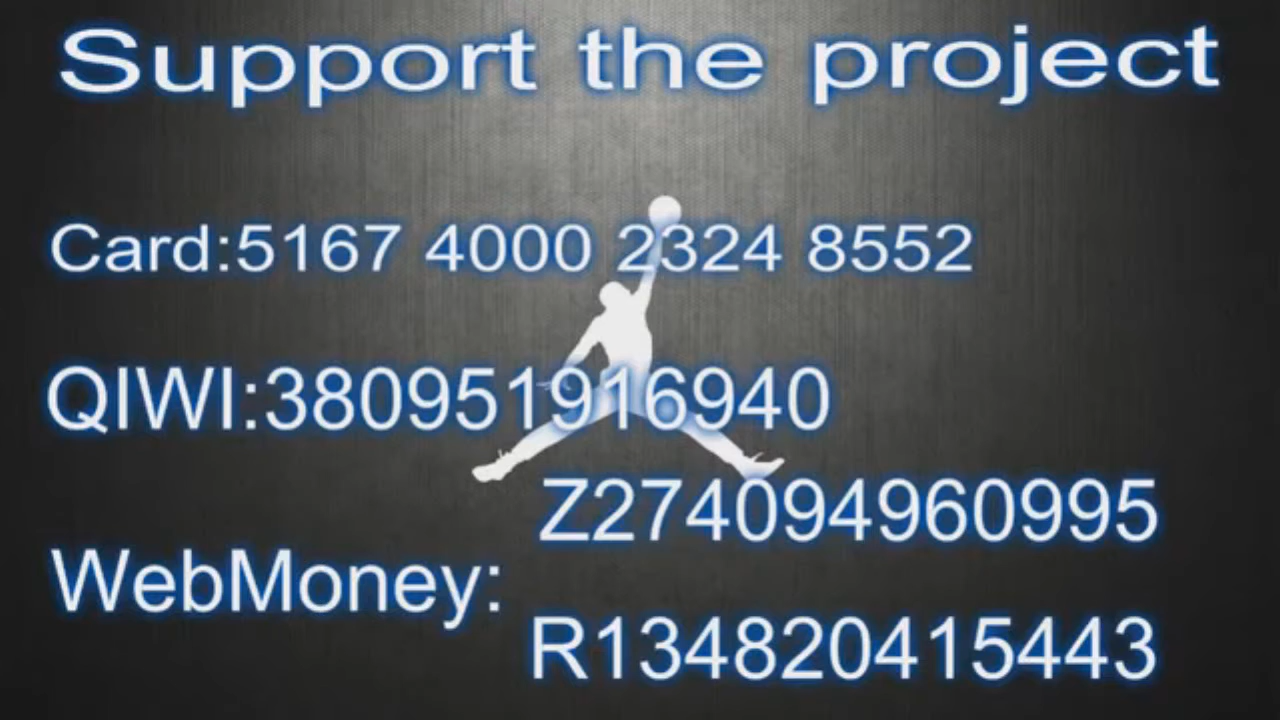 Support the project
Card:5167 4000 2324 8552
QIWI:380951916940
Z274094960995
WebMoney:
R134820415443